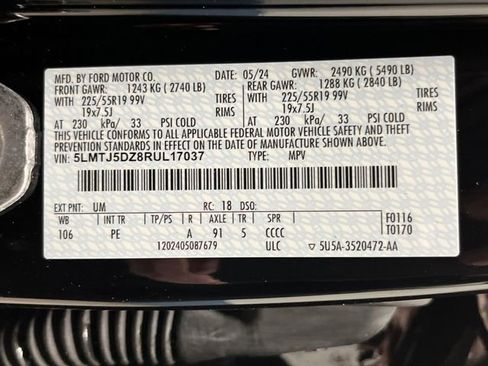 MFD. BY FORD MOTOR CO. 05/24 GVWR: 2490 KG ( 5490 LB)
FRONT GAWR: 1243 KG ( 2740 LB) REAR GAWR: 1288 KG ( 2840 LB)
WITH 225/55R19 99V TIRES WITH 225/55R19 99V TIRES
19x7.5J RIMS 19x7.5J RIMS
AT 230 kPa/ 33 PSI COLD AT 230 kPa/ 33 PSI COLD
THIS VEHICLE CONFORMS TO ALL APPLICABLE FEDERAL MOTOR VEHICLE SAFETY AND THEFT
PREVENTION STANDARDS IN EFFECT ON THE DATE OF MANUFACTURE SHOWN ABOVE.
VIN: 5LMTJ5DZ8RUL17037 TYPE: MPV
EXT PNT: UM RC: 18 DSO:
WB INT TR TP/PS R AXLE TR SPR F0116
106 PE A 91 5 CCCC T0170
1202405087679 ULC ▽ 5U5A-3520472-AA